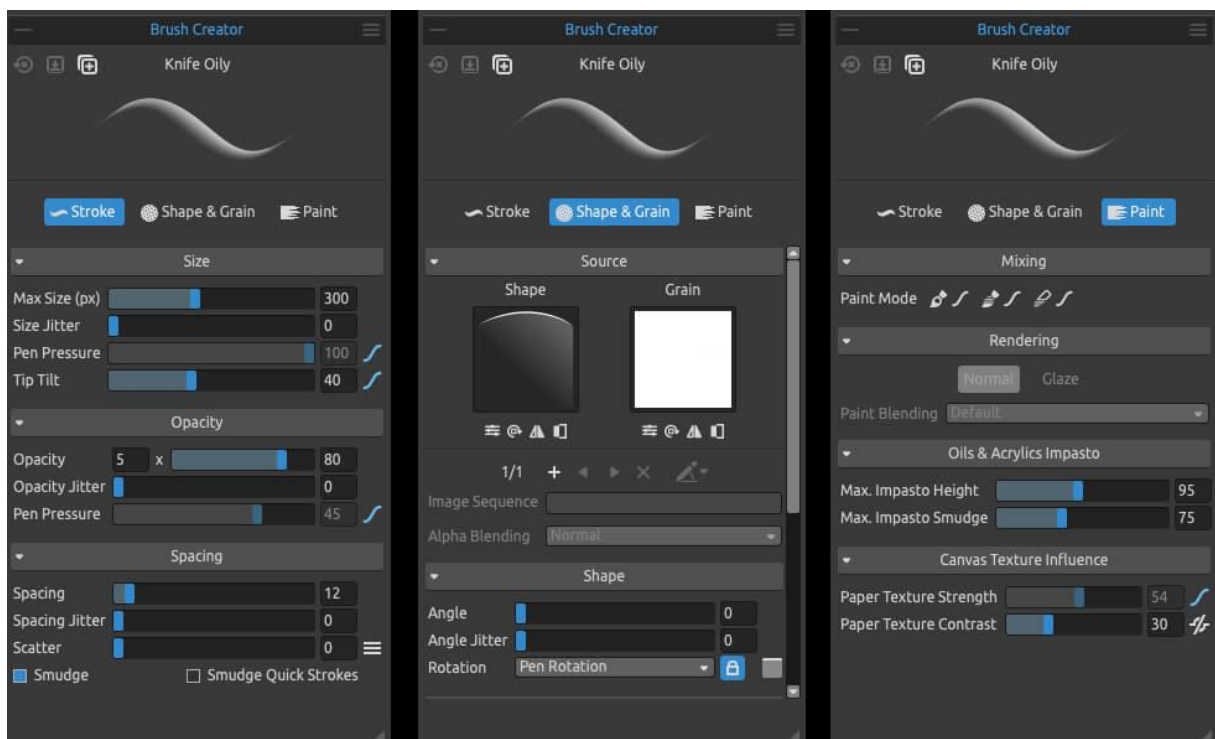 Brush Creator
Knife Oily
Stroke Shape & Grain Paint
Size
Max Size (px) 300
Size Jitter 0
Pen Pressure 100
Tip Tilt 40
Opacity
Opacity 5 x 80
Opacity Jitter 0
Pen Pressure 45
Spacing
Spacing 12
Spacing Jitter 0
Scatter 0
Smudge Smudge Quick Strokes
Brush Creator
Knife Oily
Stroke Shape & Grain Paint
Source
Shape Grain
1/1
Image Sequence
Alpha Blending Normal
Shape
Angle 0
Angle Jitter 0
Rotation Pen Rotation
Brush Creator
Knife Oily
Stroke Shape & Grain Paint
Mixing
Paint Mode
Rendering
Normal Glaze
Paint Blending Default
Oils & Acrylics Impasto
Max. Impasto Height 95
Max. Impasto Smudge 75
Canvas Texture Influence
Paper Texture Strength 54
Paper Texture Contrast 30